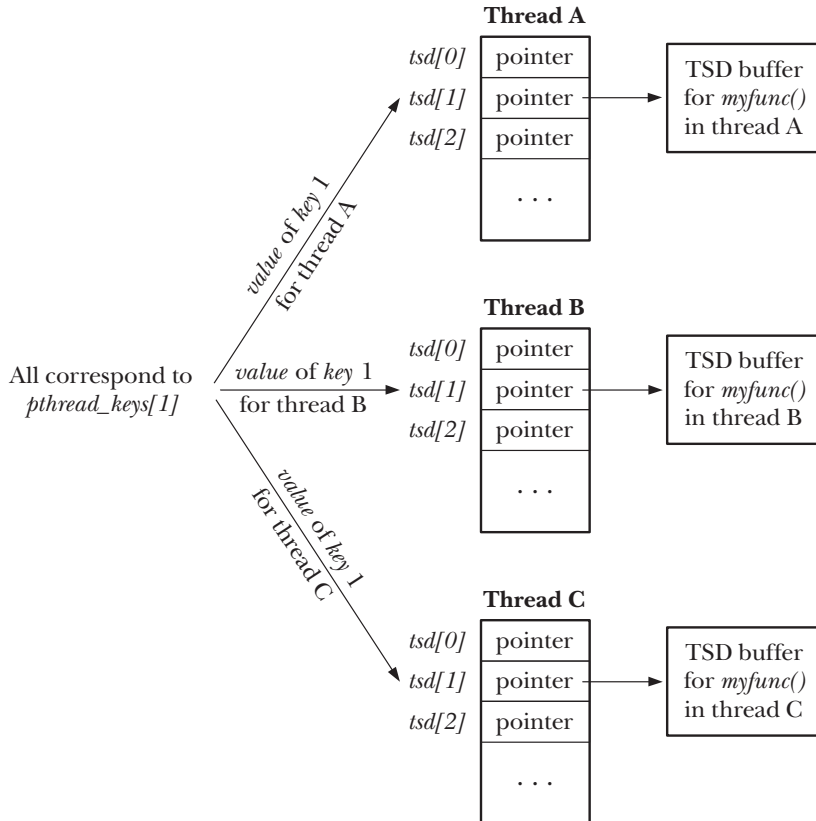 Thread A
tsd[0] pointer
tsd[1] pointer
tsd[2] pointer
. . .
TSD buffer
for myfunc()
in thread A
value of key 1
for thread A
Thread B
tsd[0] pointer
tsd[1] pointer
tsd[2] pointer
. . .
TSD buffer
for myfunc()
in thread B
All correspond to
pthread_keys[1]
value of key 1
for thread B
value of key 1
for thread C
Thread C
tsd[0] pointer
tsd[1] pointer
tsd[2] pointer
. . .
TSD buffer
for myfunc()
in thread C